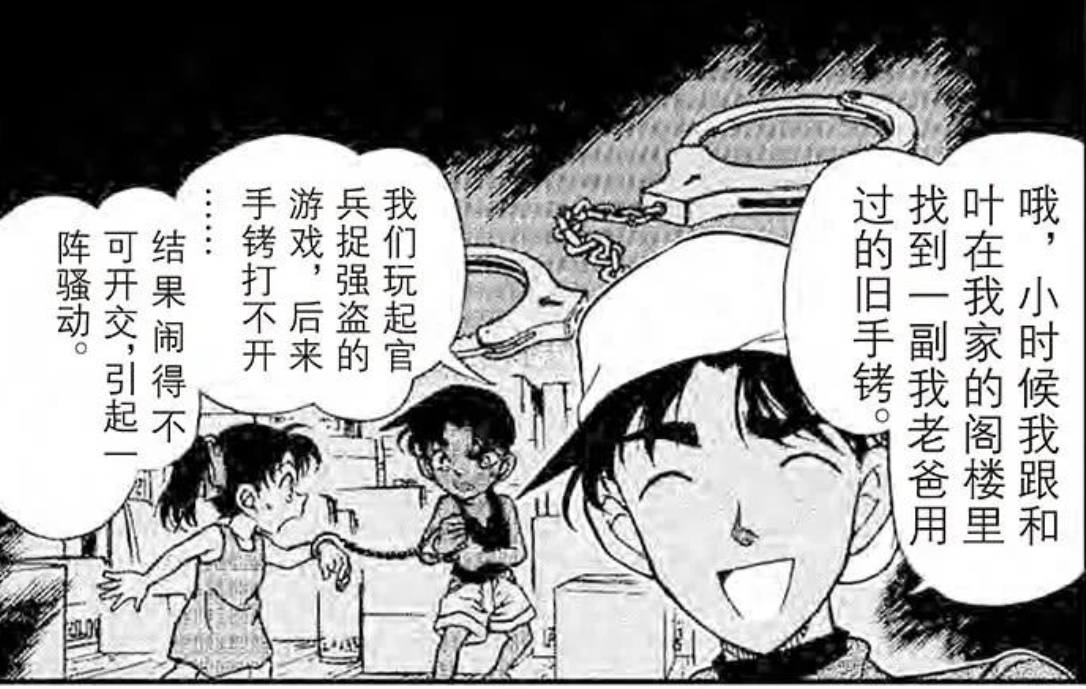 哦，小时候我跟和
叶在我家的阁楼里
找到一副我老爸用
过的旧手铐。
我们玩起官
兵捉强盗的
游戏，后来
手铐打不开
……
结果闹得不
可开交，引起一
阵骚动。